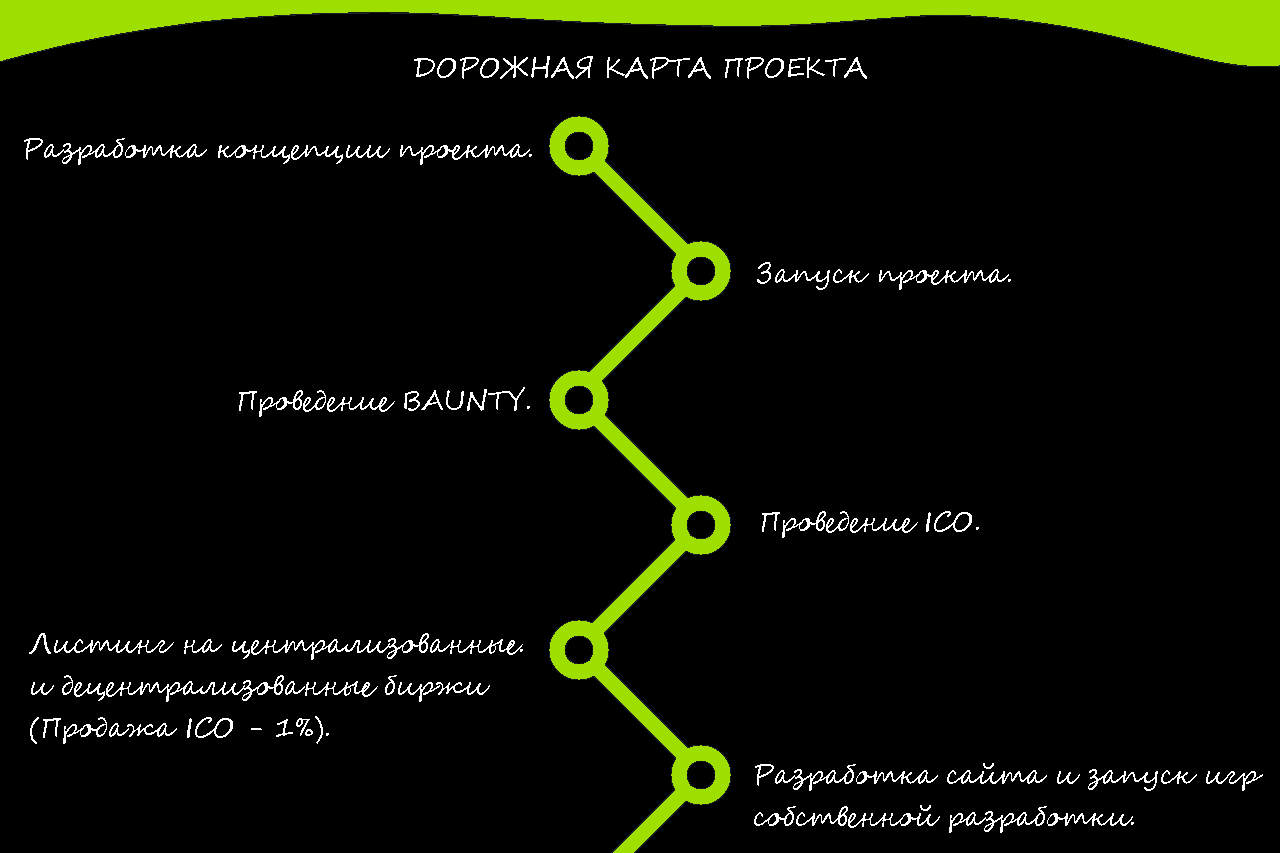 ДОРОЖНАЯ КАРТА ПРОЕКТА
Разработка концепции проекта.
Запуск проекта.
Проведение BAUNTY.
Проведение ICO.
Листинг на централизованные.
и децентрализованные биржи
(Продажа ICO - 1%).
Разработка сайта и запуск игр
собственной разработки.